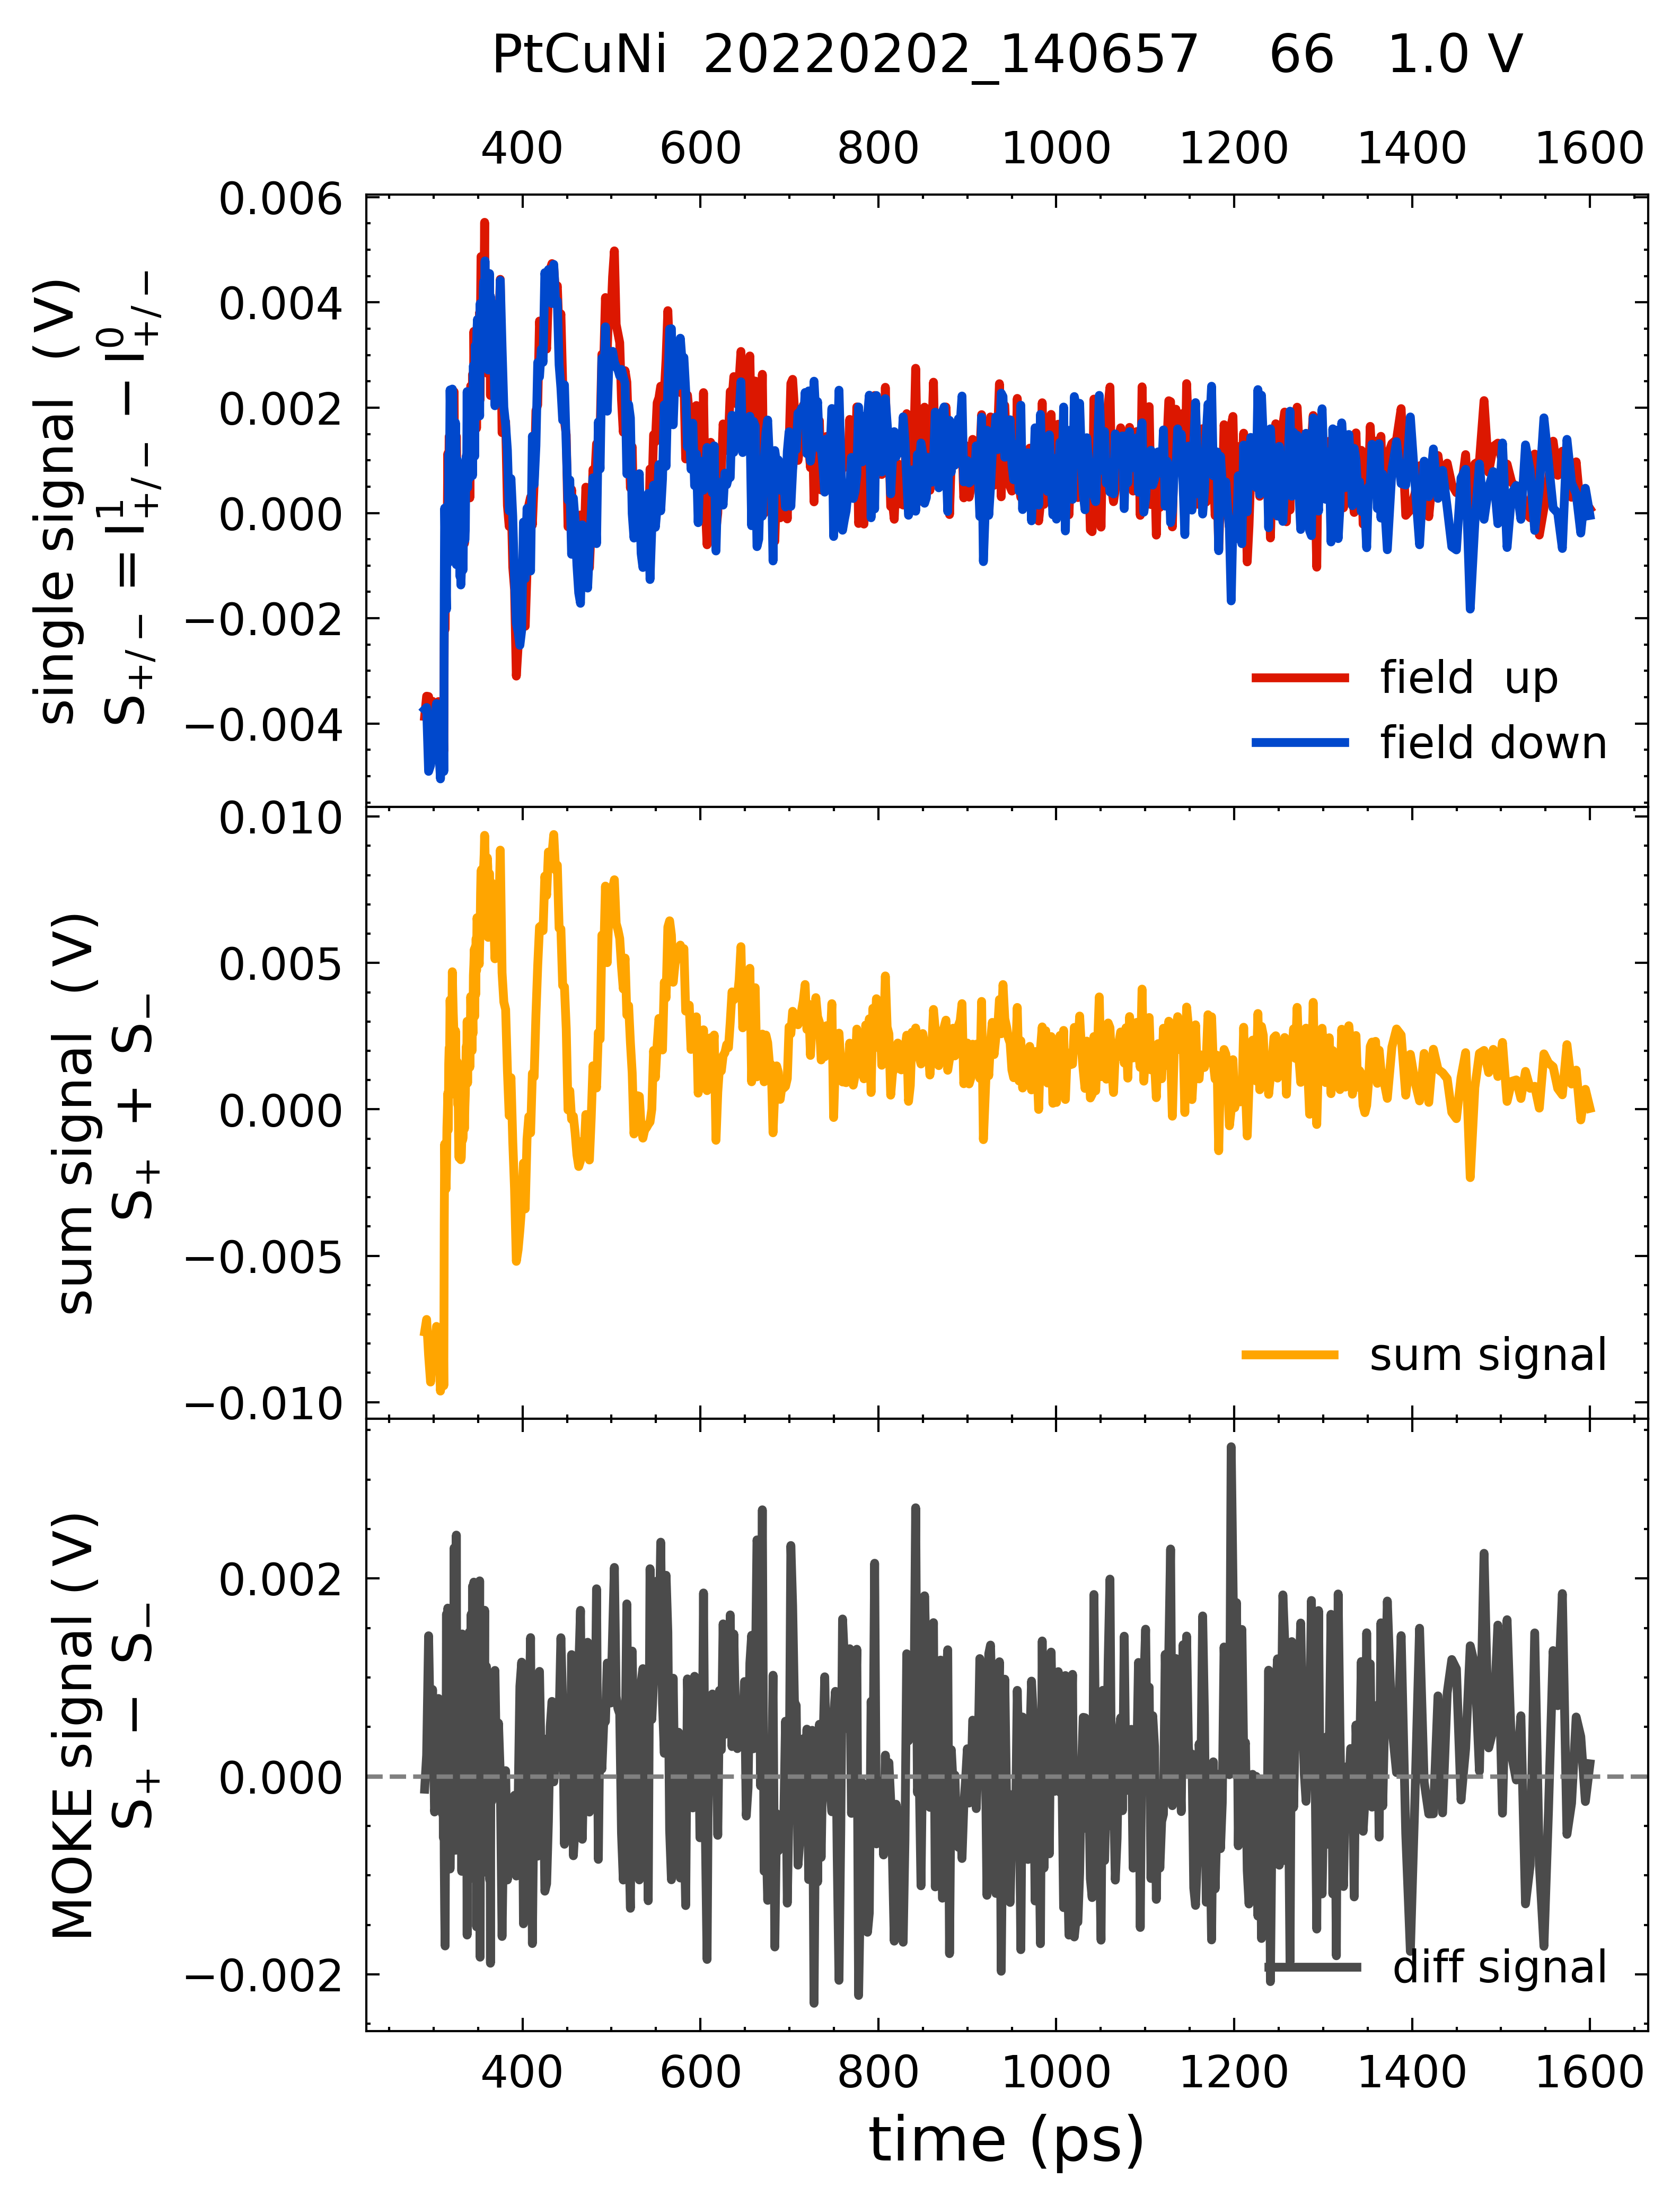 PtCuNi 20220202_140657 66 1.0 V
400 600 800 1000 1200 1400 1600
single signal (V)
S+/− = I¹+/− − I⁰+/−
0.006
0.004
0.002
0.000
−0.002
−0.004
field up
field down
sum signal (V)
S₊ + S₋
0.010
0.005
0.000
−0.005
−0.010
sum signal
MOKE signal (V)
S₊ − S₋
0.002
0.000
−0.002
diff signal
400 600 800 1000 1200 1400 1600
time (ps)